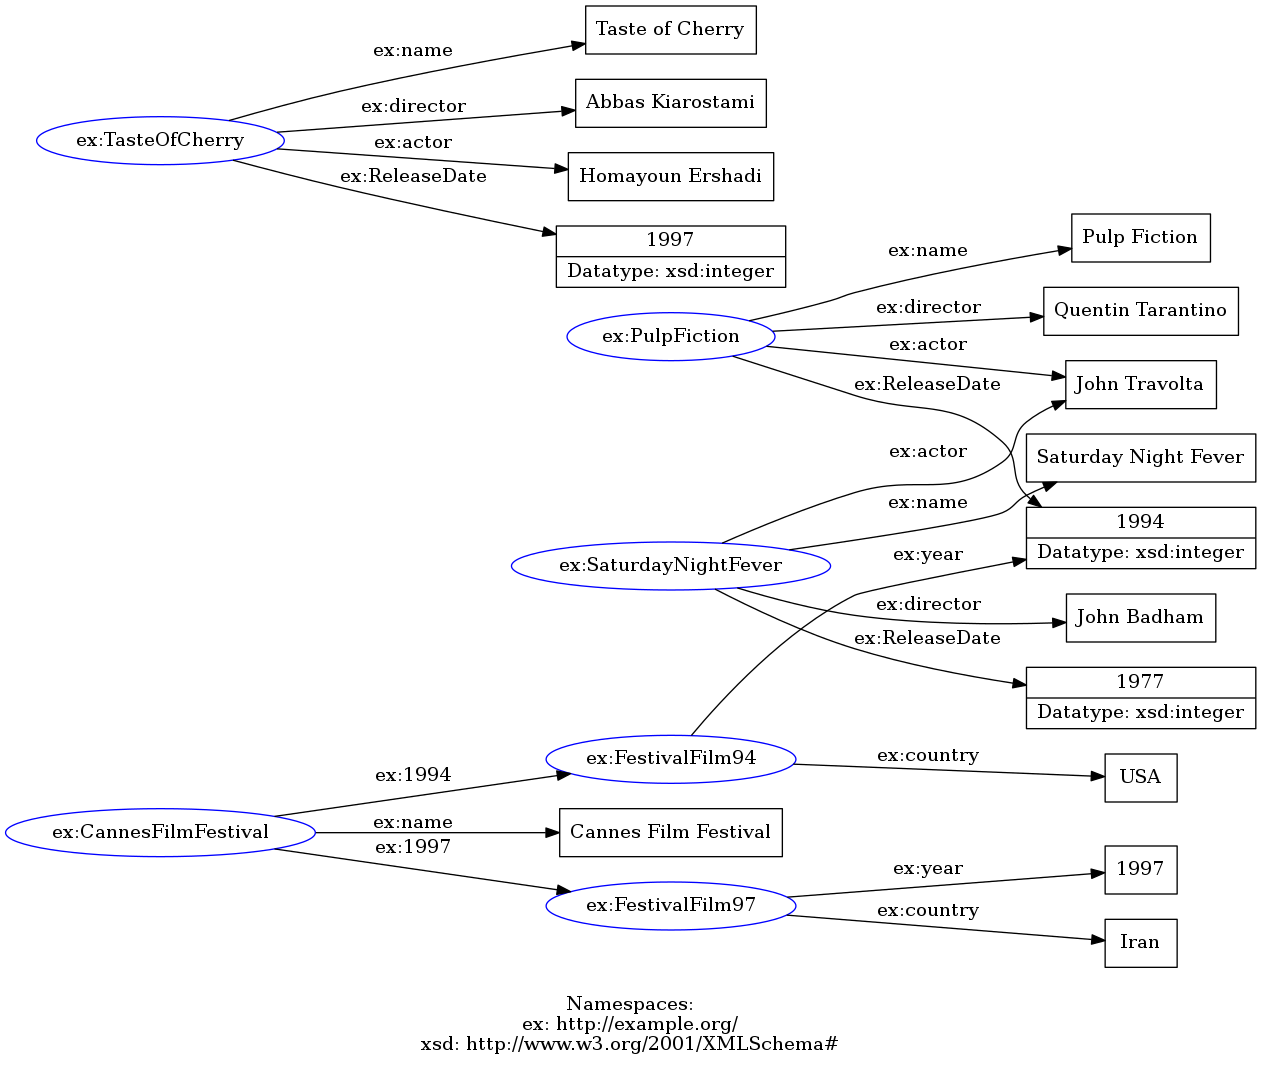 Taste of Cherry
ex:name
Abbas Kiarostami
ex:director
ex:TasteOfCherry
ex:actor
Homayoun Ershadi
ex:ReleaseDate
1997
Datatype: xsd:integer
Pulp Fiction
ex:name
Quentin Tarantino
ex:director
ex:PulpFiction
ex:actor
John Travolta
ex:ReleaseDate
ex:actor
Saturday Night Fever
ex:name
1994
Datatype: xsd:integer
ex:year
ex:SaturdayNightFever
ex:director
John Badham
ex:ReleaseDate
1977
Datatype: xsd:integer
ex:FestivalFilm94
ex:country
USA
ex:1994
ex:CannesFilmFestival
ex:name
Cannes Film Festival
ex:1997
ex:year
1997
ex:FestivalFilm97
ex:country
Iran
Namespaces:
ex: http://example.org/
xsd: http://www.w3.org/2001/XMLSchema#